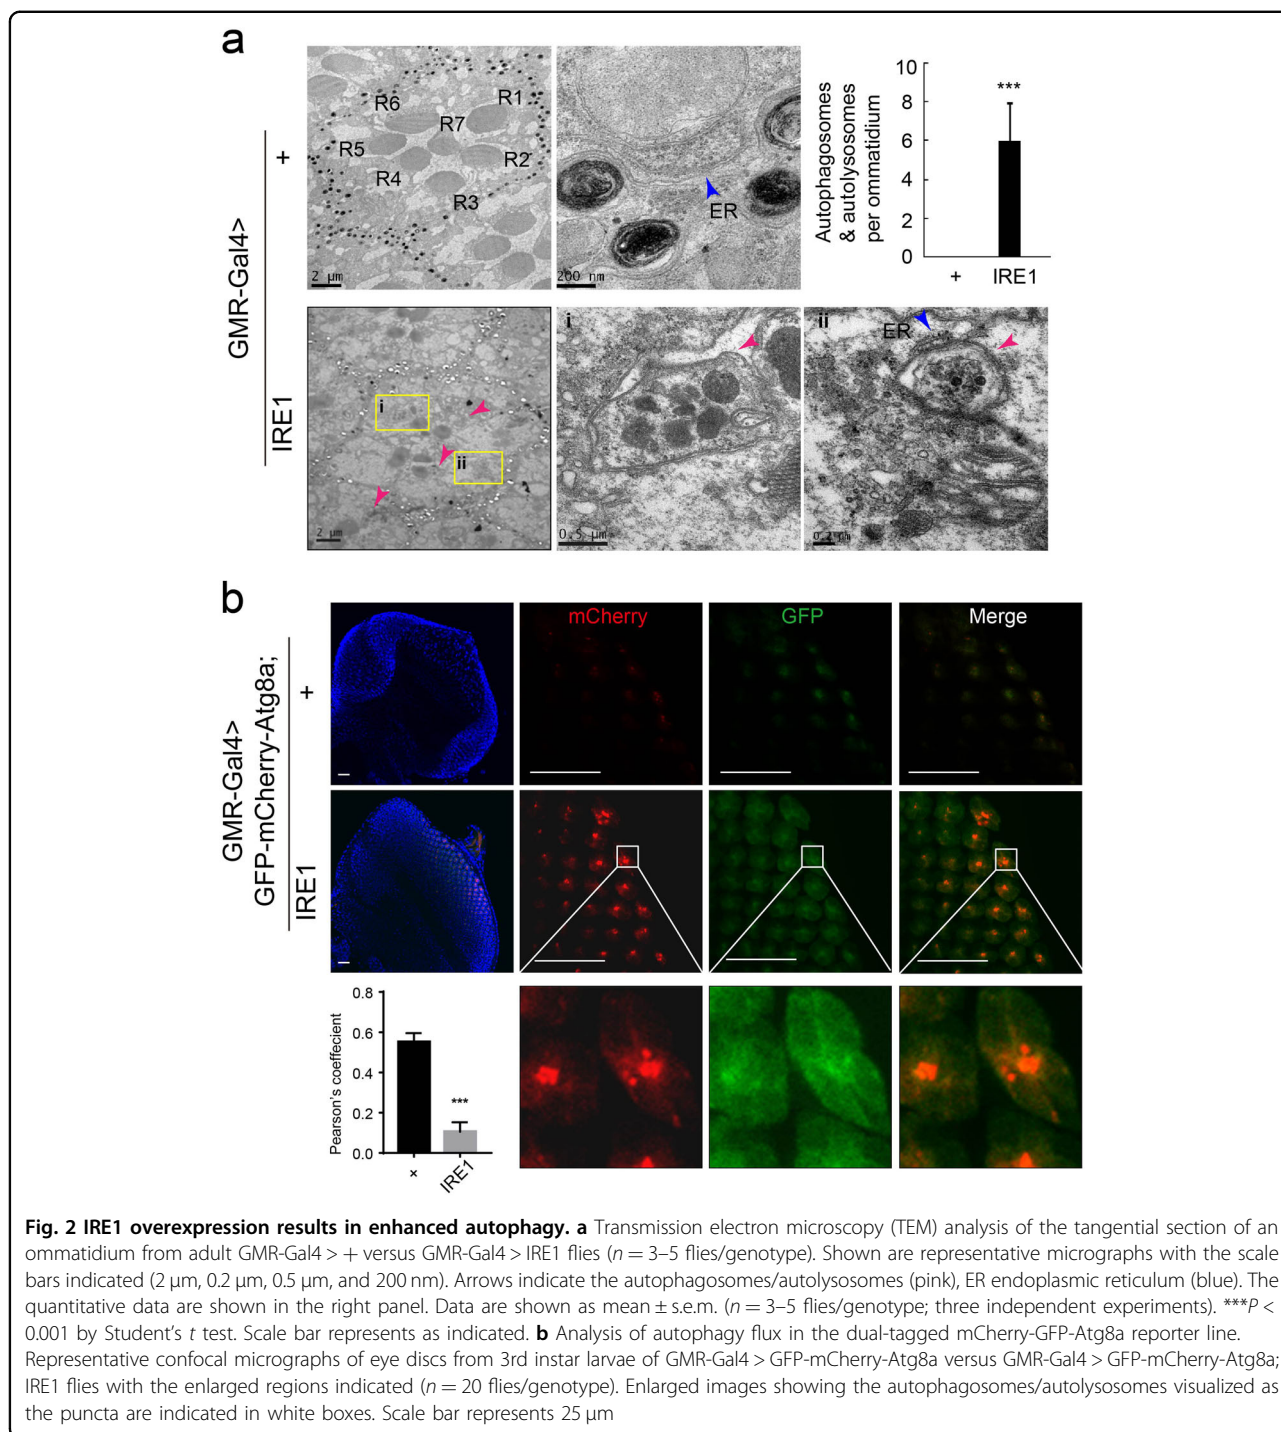 a
GMR-Gal4>
+
IRE1
R6
R1
R7
R5
R2
R4
R3
2 µm
ER
200 nm
Autophagosomes
& autolysosomes
per ommatidium
10
8
6
4
2
0
***
+
IRE1
i
ii
2 µm
i
0.5 µm
ii
ER
0.2 µm
b
GMR-Gal4>
GFP-mCherry-Atg8a;
+
IRE1
mCherry
GFP
Merge
Pearson's coeffecient
0.8
0.6
0.4
0.2
0.0
***
+
IRE1
Fig. 2 IRE1 overexpression results in enhanced autophagy. a Transmission electron microscopy (TEM) analysis of the tangential section of an
ommatidium from adult GMR-Gal4 > + versus GMR-Gal4 > IRE1 flies (n = 3–5 flies/genotype). Shown are representative micrographs with the scale
bars indicated (2 µm, 0.2 µm, 0.5 µm, and 200 nm). Arrows indicate the autophagosomes/autolysosomes (pink), ER endoplasmic reticulum (blue). The
quantitative data are shown in the right panel. Data are shown as mean ± s.e.m. (n = 3–5 flies/genotype; three independent experiments). ***P <
0.001 by Student's t test. Scale bar represents as indicated. b Analysis of autophagy flux in the dual-tagged mCherry-GFP-Atg8a reporter line.
Representative confocal micrographs of eye discs from 3rd instar larvae of GMR-Gal4 > GFP-mCherry-Atg8a versus GMR-Gal4 > GFP-mCherry-Atg8a;
IRE1 flies with the enlarged regions indicated (n = 20 flies/genotype). Enlarged images showing the autophagosomes/autolysosomes visualized as
the puncta are indicated in white boxes. Scale bar represents 25 µm